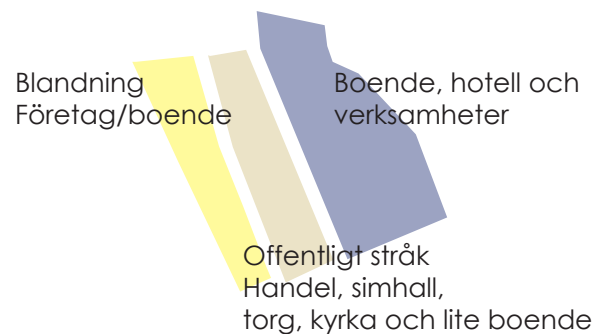 Blandning
Företag/boende
Boende, hotell och
verksamheter
Offentligt stråk
Handel, simhall,
torg, kyrka och lite boende